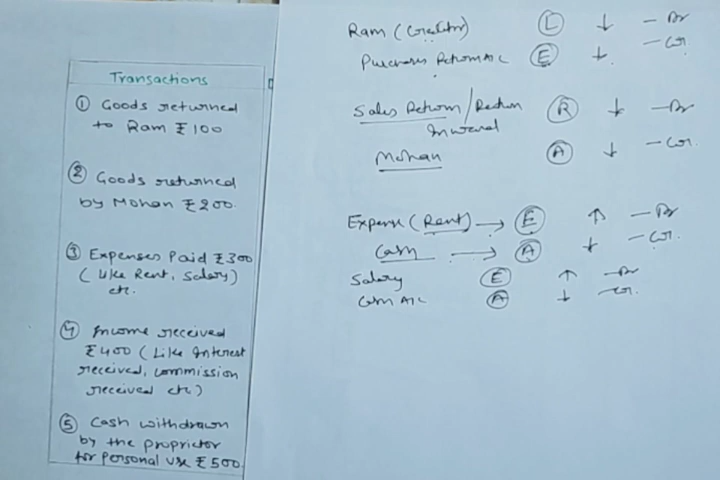 Transactions
① Goods returned
to Ram ₹100
② Goods returned
by Mohan ₹200.
③ Expenses Paid ₹300
(Like Rent, Salary)
etc.
④ Income received
₹400 (Like Interest
received, commission
received etc)
⑤ Cash withdrawn
by the proprietor
for personal use ₹500
Ram (Creditor) Ⓛ ↓ - Dr
Purchases Return A/c Ⓔ ↓ - Cr.
Sales Return / Return Ⓡ ↓ - Dr
Inward
Mohan Ⓐ ↓ - Cr.
Expense (Rent) → Ⓔ ↑ - Dr
Cash → Ⓐ ↓ - Cr.
Salary Ⓔ ↑ - Dr
Cash A/c Ⓐ ↓ - Cr.